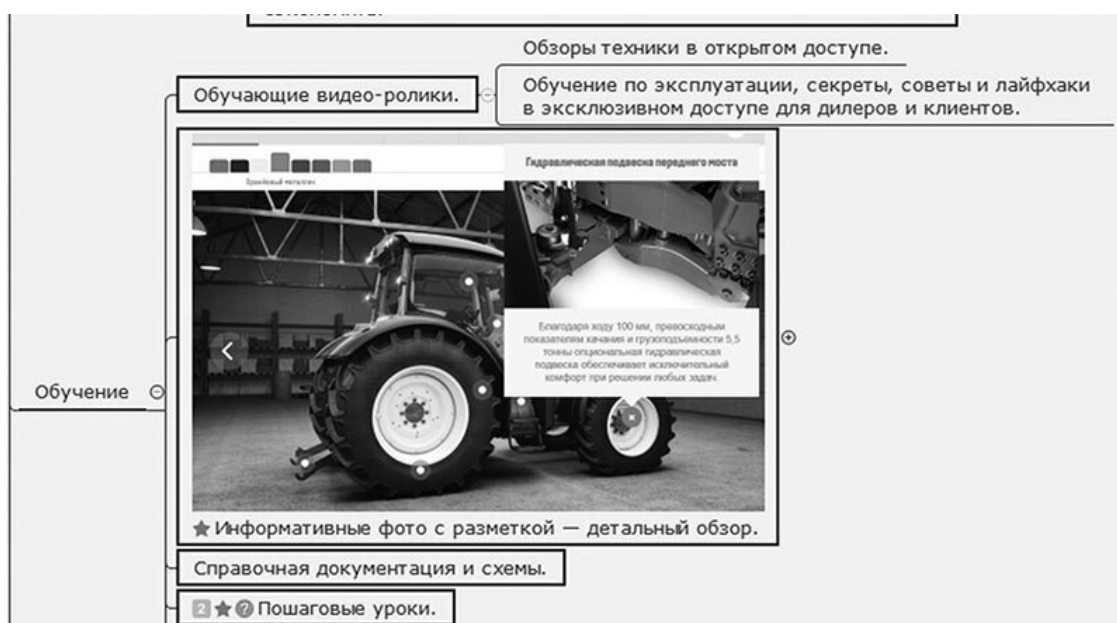 Обзоры техники в открытом доступе.
Обучающие видео-ролики.
Обучение по эксплуатации, секреты, советы и лайфхаки
в эксклюзивном доступе для дилеров и клиентов.
Гидравлическая подвеска переднего моста
металлич
Благодаря ходу 100 мм, превосходным
показателям качания и грузоподъемности 5,5
тонны опциональная гидравлическая
подвеска обеспечивает исключительный
комфорт при решении любых задач.
Обучение
Информативные фото с разметкой — детальный обзор.
Справочная документация и схемы.
2 ? Пошаговые уроки.